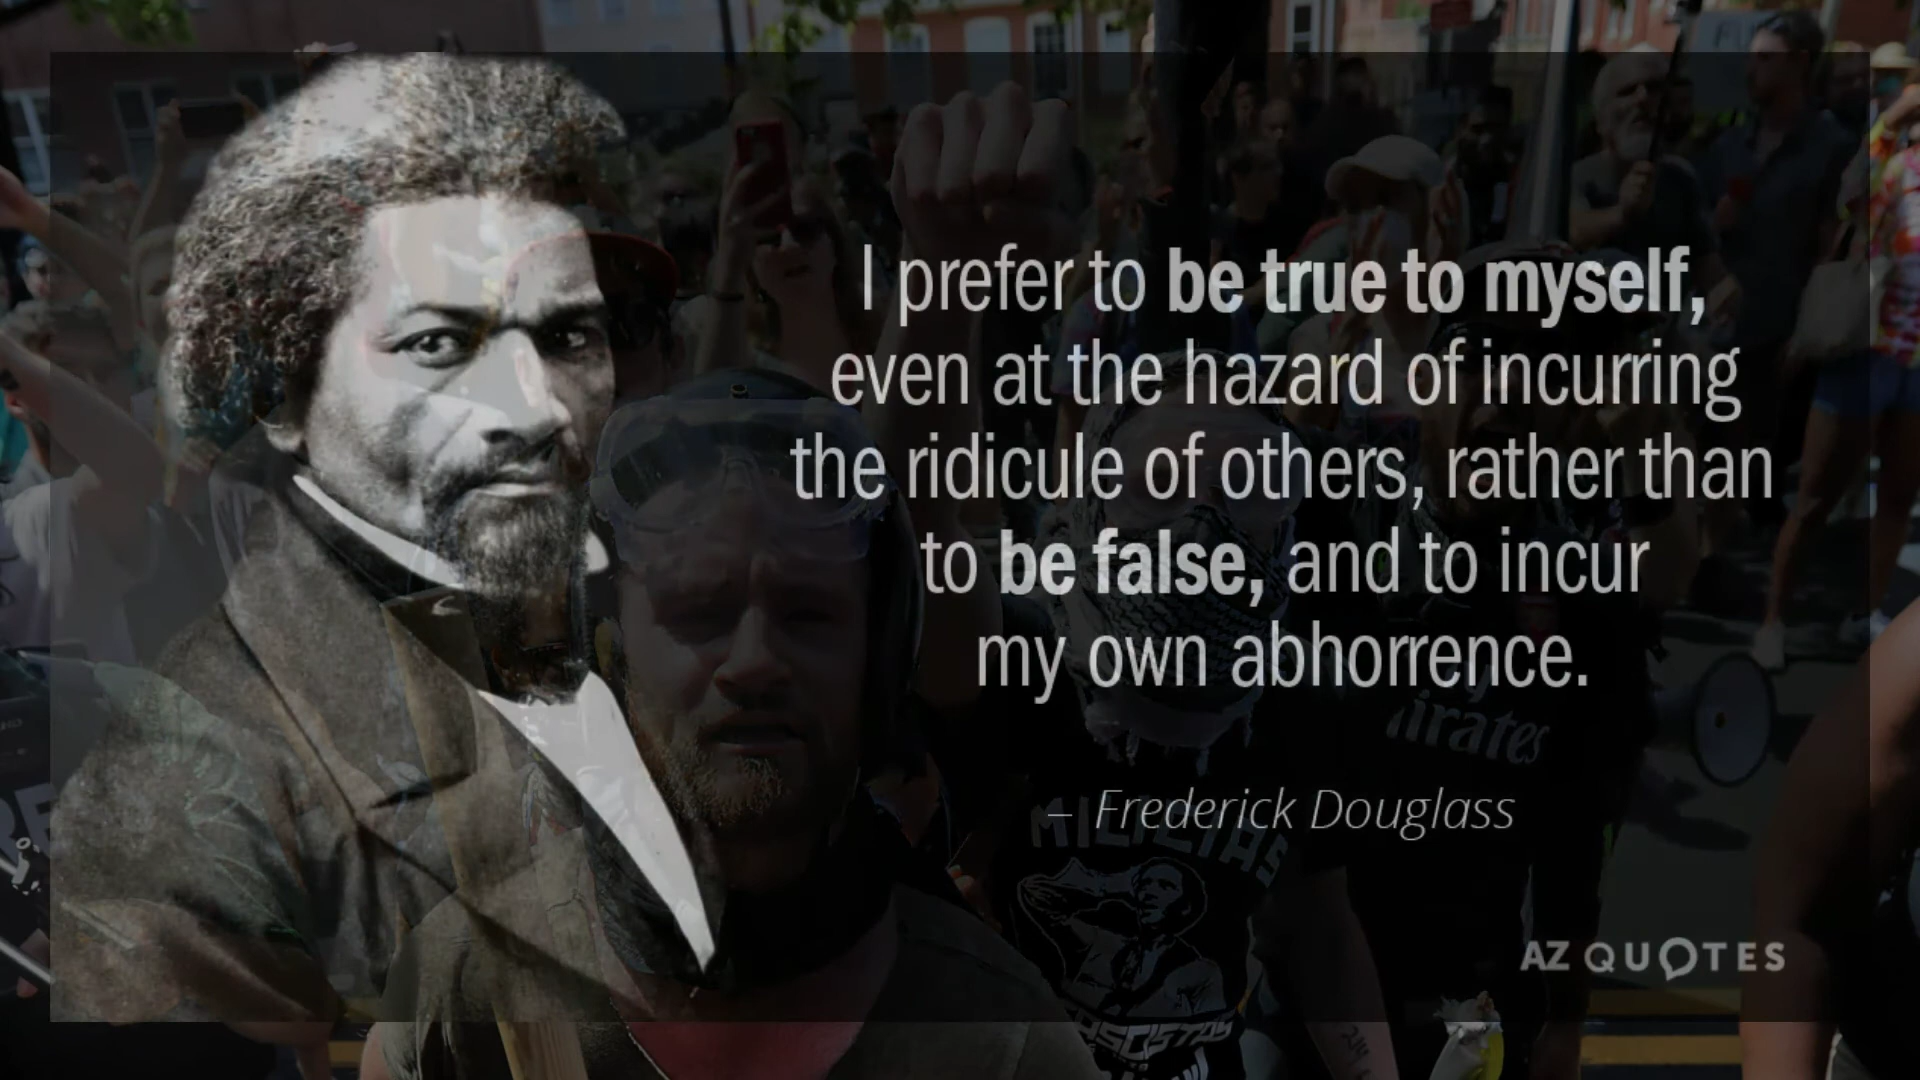 I prefer to be true to myself,
even at the hazard of incurring
the ridicule of others, rather than
to be false, and to incur
my own abhorrence.
– Frederick Douglass
AZ QUOTES
MILITIAS